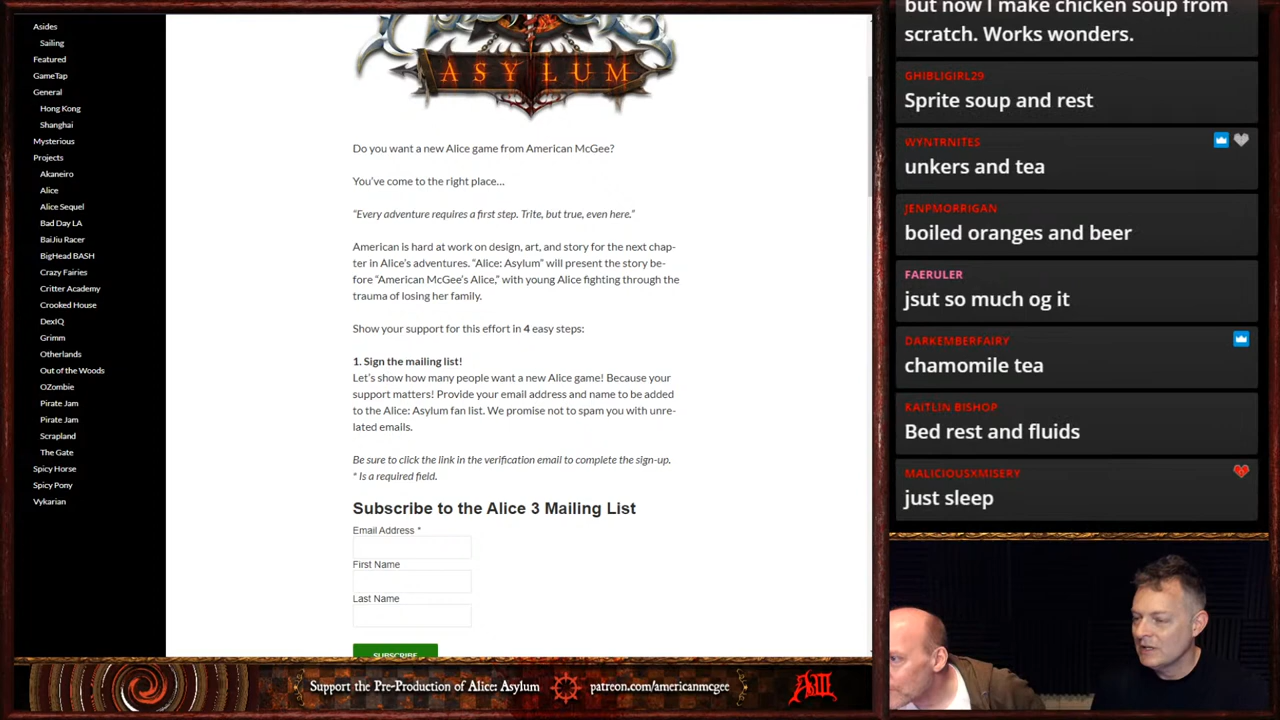 Asides
Sailing
Featured
GameTap
General
Hong Kong
Shanghai
Mysterious
Projects
Akaneiro
Alice
Alice Sequel
Bad Day LA
BaiJiu Racer
BigHead BASH
Crazy Fairies
Critter Academy
Crooked House
DexIQ
Grimm
Otherlands
Out of the Woods
OZombie
Pirate Jam
Pirate Jam
Scrapland
The Gate
Spicy Horse
Spicy Pony
Vykarian
ASYLUM
Do you want a new Alice game from American McGee?
You've come to the right place…
“Every adventure requires a first step. Trite, but true, even here.”
American is hard at work on design, art, and story for the next chap-
ter in Alice's adventures. “Alice: Asylum” will present the story be-
fore “American McGee's Alice,” with young Alice fighting through the
trauma of losing her family.
Show your support for this effort in 4 easy steps:
1. Sign the mailing list!
Let's show how many people want a new Alice game! Because your
support matters! Provide your email address and name to be added
to the Alice: Asylum fan list. We promise not to spam you with unre-
lated emails.
Be sure to click the link in the verification email to complete the sign-up.
* Is a required field.
Subscribe to the Alice 3 Mailing List
Email Address *
First Name
Last Name
SUBSCRIBE
but now I make chicken soup from
scratch. Works wonders.
GHIBLIGIRL29
Sprite soup and rest
WYNTRNITES
unkers and tea
JENPMORRIGAN
boiled oranges and beer
FAERULER
jsut so much og it
DARKEMBERFAIRY
chamomile tea
KAITLIN BISHOP
Bed rest and fluids
MALICIOUSXMISERY
just sleep
Support the Pre-Production of Alice: Asylum
patreon.com/americanmcgee